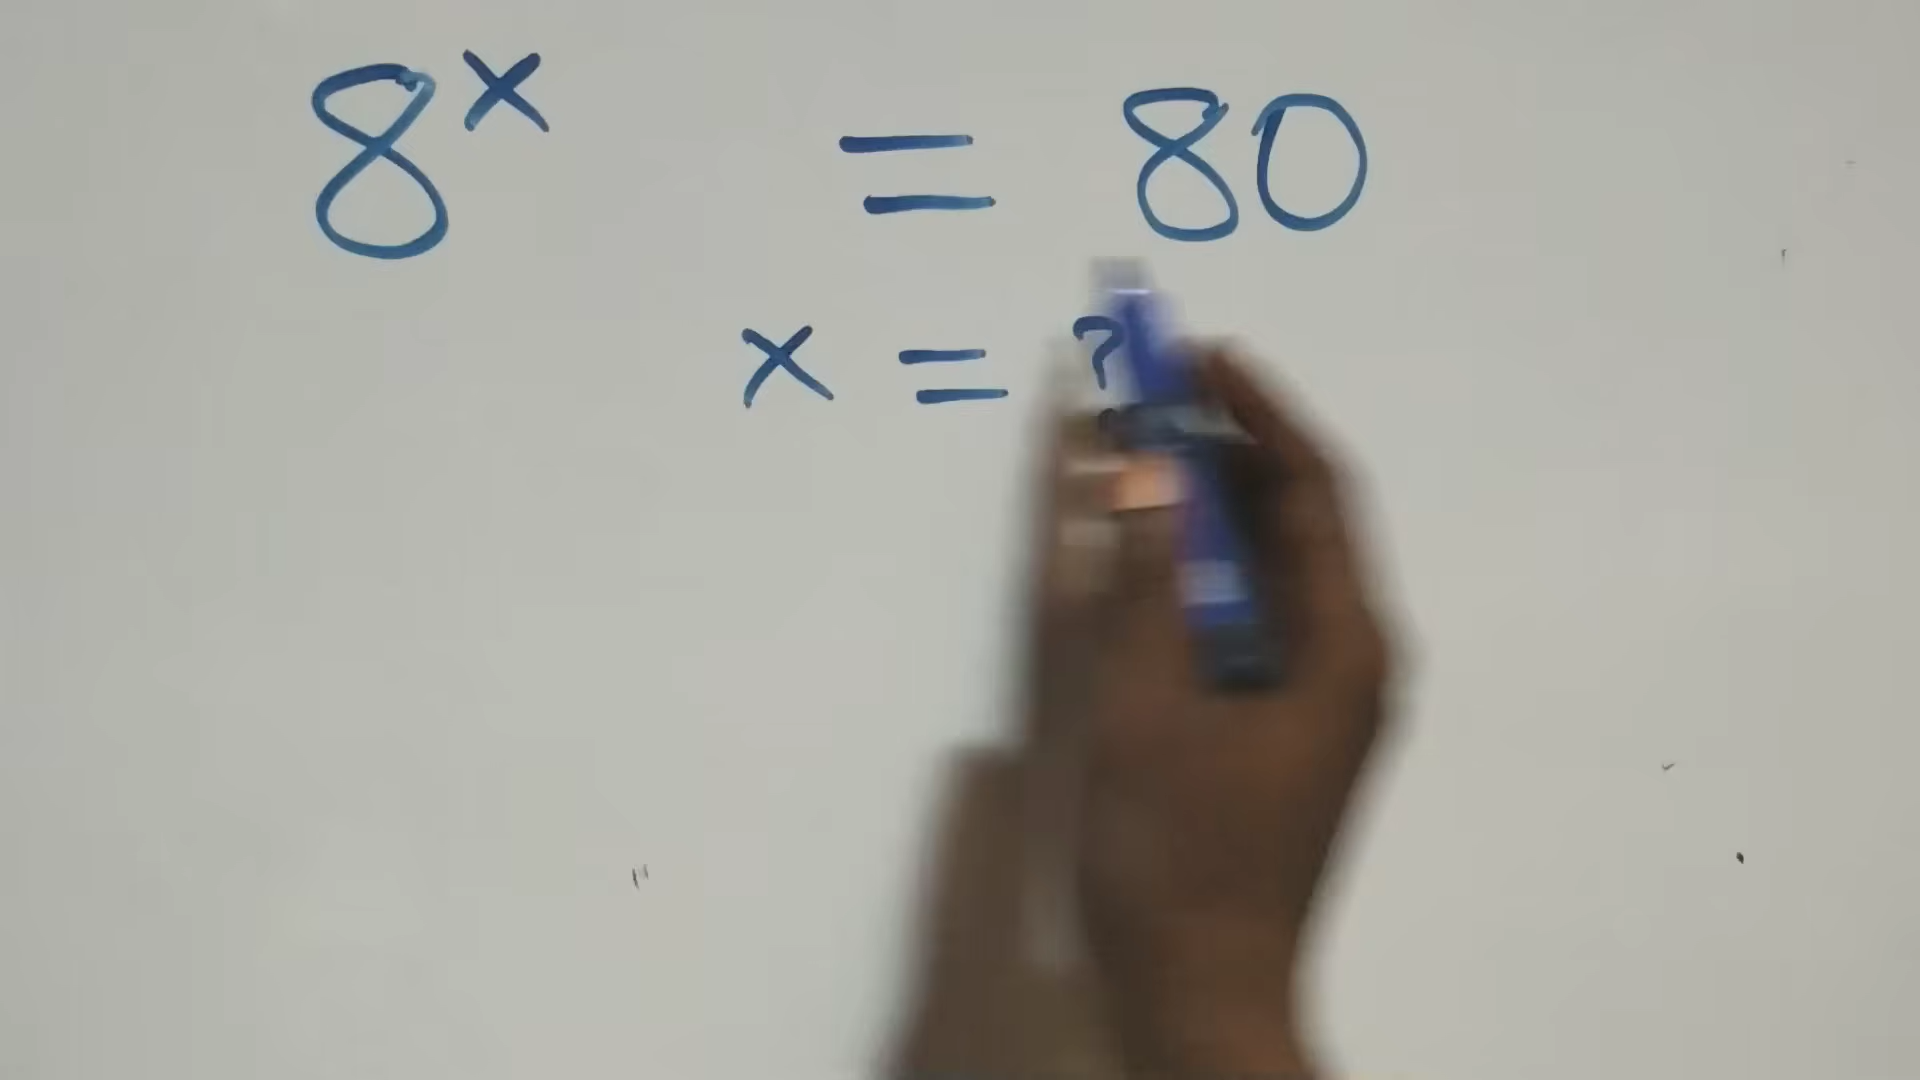 8^x = 80
x = ?